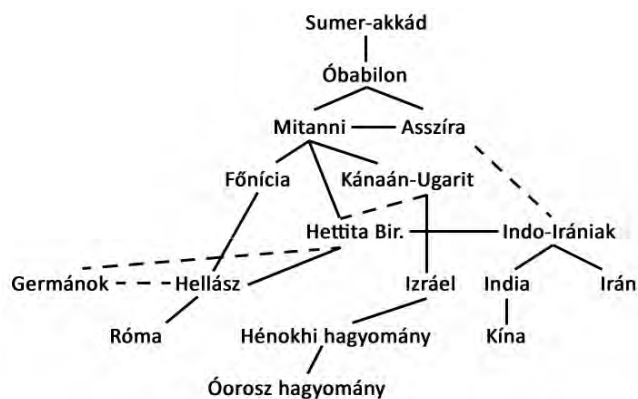 Sumer-akkád
Óbabilon
Mitanni Asszíra
Főnícia Kánaán-Ugarit
Hettita Bir. Indo-Irániak
Germánok Hellász Izráel India Irán
Róma Hénokhi hagyomány Kína
Óorosz hagyomány